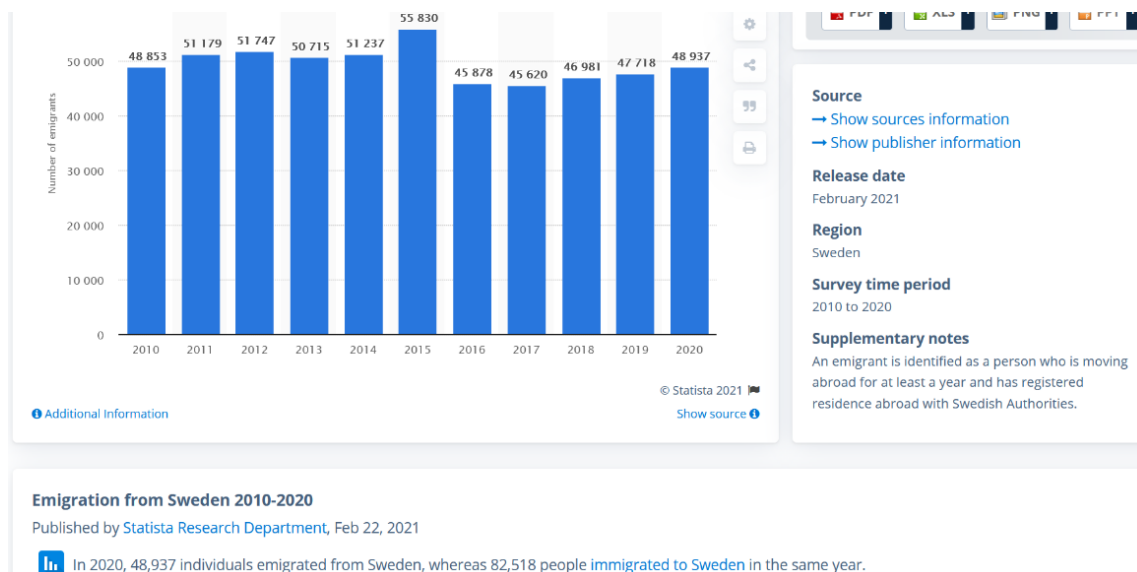 PDF
XLS
PNG
PPT
55 830
51 179
51 747
50 715
51 237
48 853
45 878
45 620
46 981
47 718
48 937
50 000
40 000
30 000
20 000
10 000
0
Number of emigrants
2010 2011 2012 2013 2014 2015 2016 2017 2018 2019 2020
© Statista 2021
Additional Information
Show source
Source
→ Show sources information
→ Show publisher information
Release date
February 2021
Region
Sweden
Survey time period
2010 to 2020
Supplementary notes
An emigrant is identified as a person who is moving
abroad for at least a year and has registered
residence abroad with Swedish Authorities.
Emigration from Sweden 2010-2020
Published by Statista Research Department, Feb 22, 2021
In 2020, 48,937 individuals emigrated from Sweden, whereas 82,518 people immigrated to Sweden in the same year.